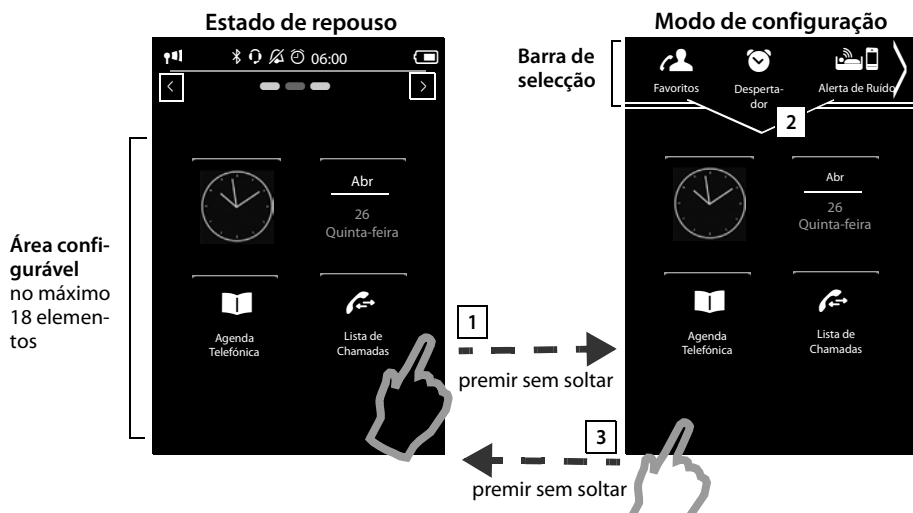 Estado de repouso
06:00
<
>
Área confi-
gurável
no máximo
18 elemen-
tos
Abr
26
Quinta-feira
Agenda
Telefónica
Lista de
Chamadas
1
premir sem soltar
3
premir sem soltar
Modo de configuração
Barra de
selecção
Favoritos
Desperta-
dor
Alerta de Ruído
2
Abr
26
Quinta-feira
Agenda
Telefónica
Lista de
Chamadas